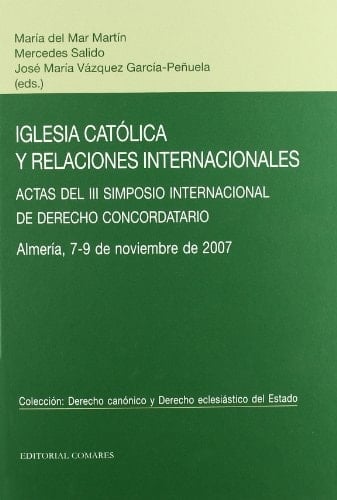 María del Mar Martín
Mercedes Salido
José María Vázquez García-Peñuela
(eds.)
IGLESIA CATÓLICA
Y RELACIONES INTERNACIONALES
ACTAS DEL III SIMPOSIO INTERNACIONAL
DE DERECHO CONCORDATARIO
Almería, 7-9 de noviembre de 2007
Colección: Derecho canónico y Derecho eclesiástico del Estado
EDITORIAL COMARES